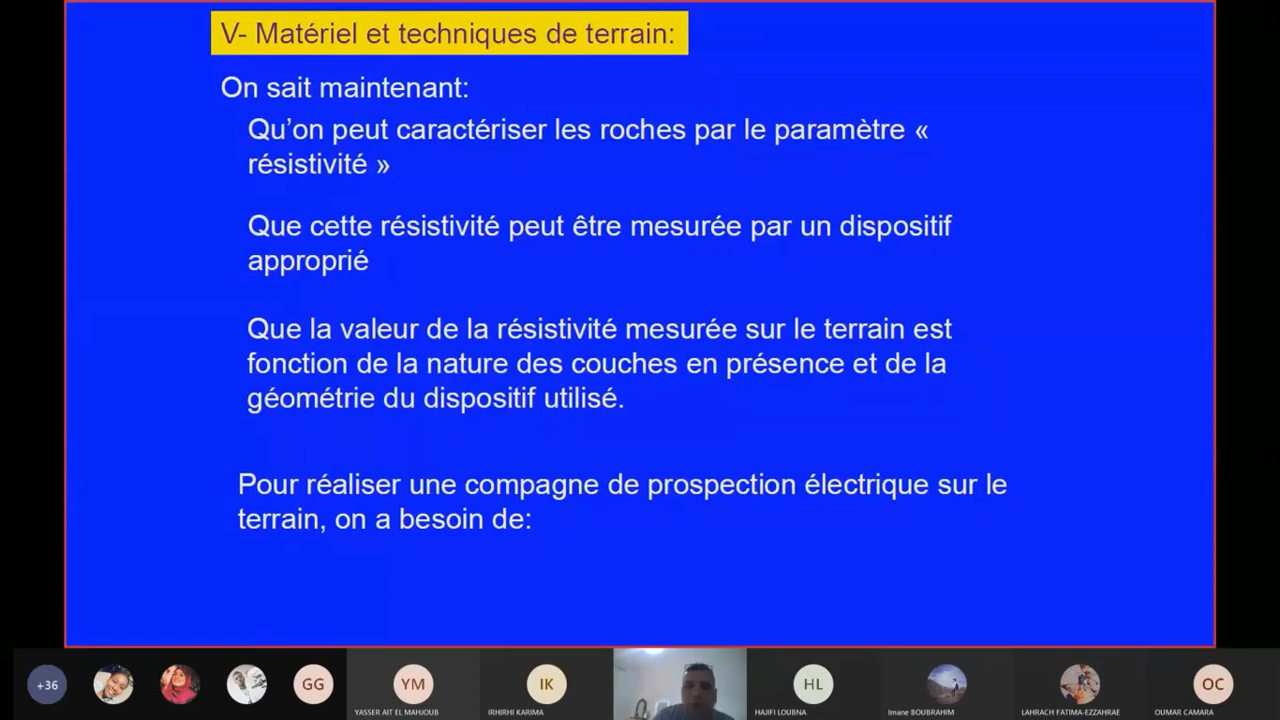 V- Matériel et techniques de terrain:
On sait maintenant:
Qu’on peut caractériser les roches par le paramètre «
résistivité »
Que cette résistivité peut être mesurée par un dispositif
approprié
Que la valeur de la résistivité mesurée sur le terrain est
fonction de la nature des couches en présence et de la
géométrie du dispositif utilisé.
Pour réaliser une compagne de prospection électrique sur le
terrain, on a besoin de:
+36
GG
YM
IK
HL
OC
YASSER AIT EL MAHJOUB
IRHIRHI KARIMA
HAJIFI LOUBNA
Imane BOUBRAHIM
LAHRACH FATIMA-EZZAHRAE
OUMAR CAMARA